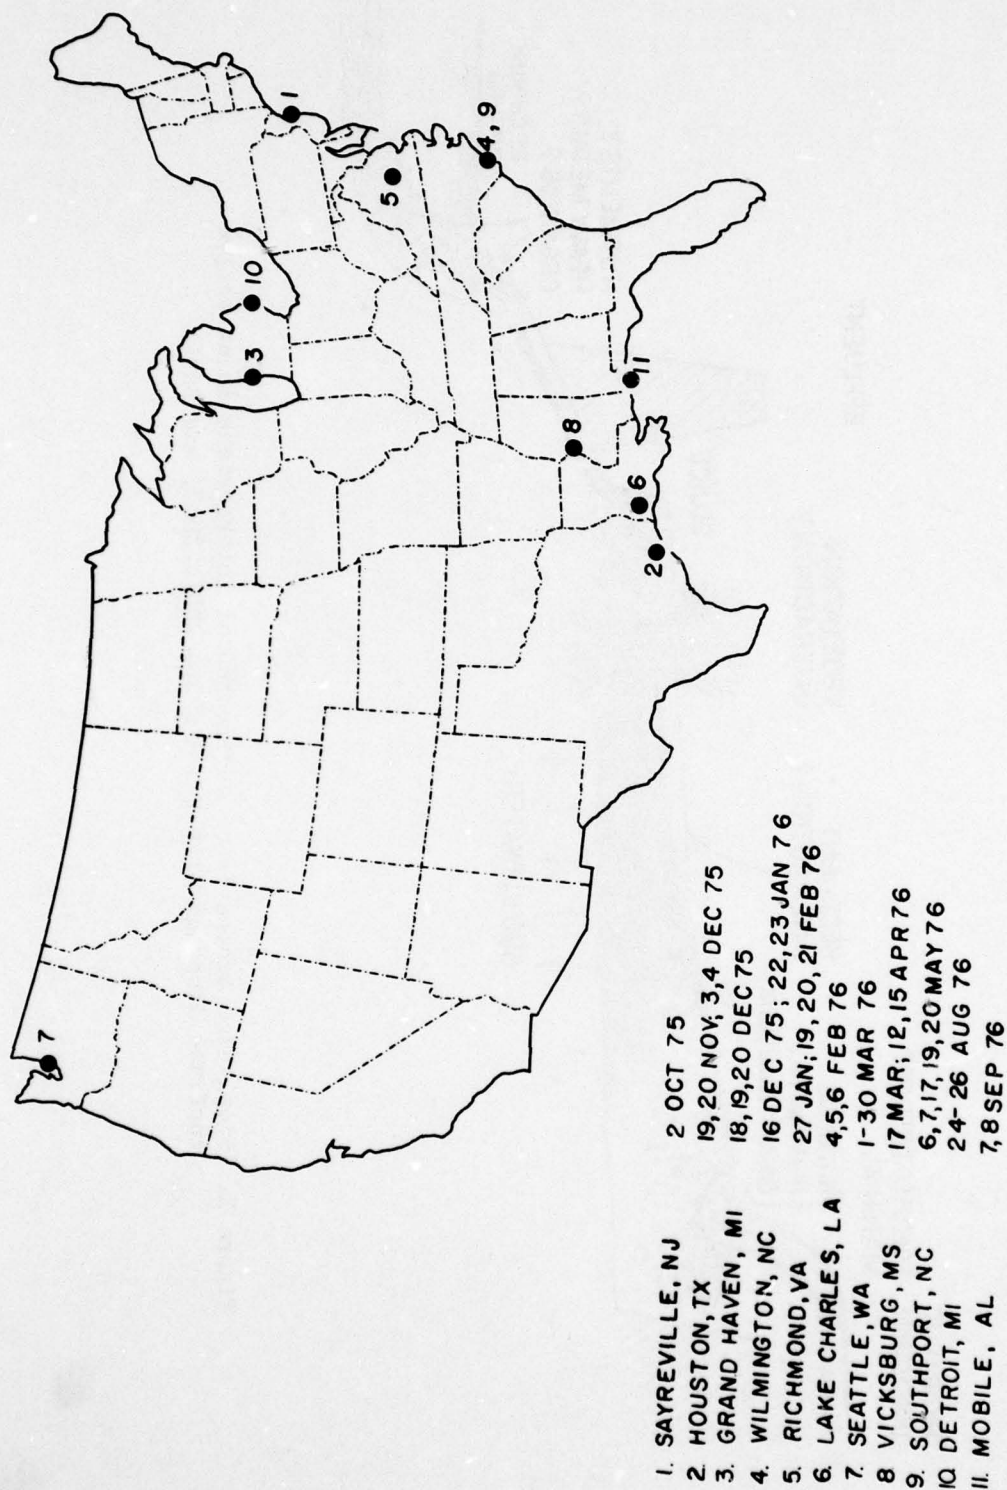 7
3
10
1
5
4,9
8
11
6
2
1. SAYREVILLE, NJ 2 OCT 75
2. HOUSTON, TX 19, 20 NOV; 3,4 DEC 75
3. GRAND HAVEN, MI 18,19,20 DEC 75
4. WILMINGTON, NC 16 DEC 75; 22,23 JAN 76
5. RICHMOND, VA 27 JAN; 19, 20, 21 FEB 76
6. LAKE CHARLES, LA 4,5,6 FEB 76
7. SEATTLE, WA 1-30 MAR 76
8 VICKSBURG, MS 17 MAR; 12, 15 APR 76
9. SOUTHPORT, NC 6,7,17,19,20 MAY 76
10. DETROIT, MI 24-26 AUG 76
11. MOBILE, AL 7,8 SEP 76